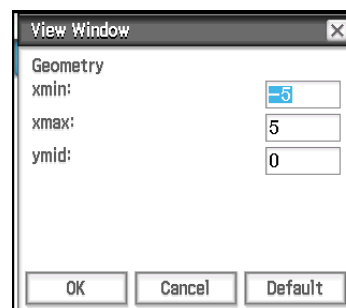 View Window
Geometry
xmin: -5
xmax: 5
ymid: 0
OK Cancel Default